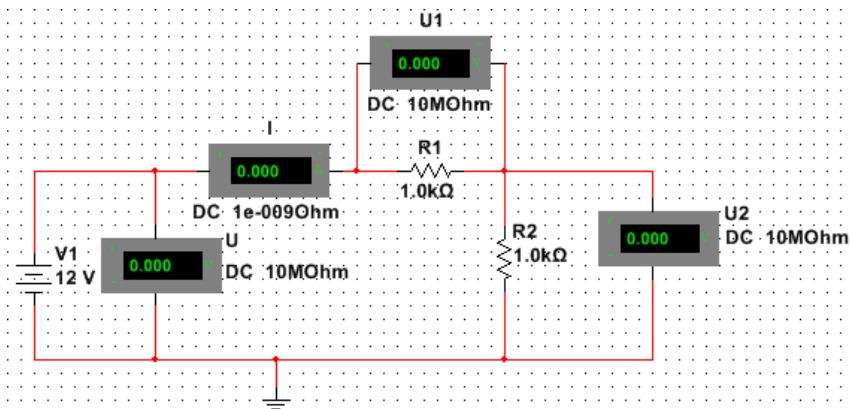 U1
0.000 V
DC 10MOhm
I
0.000 A
DC 1e-009Ohm
R1
1.0kΩ
V1
12 V
U
0.000 V
DC 10MOhm
R2
1.0kΩ
U2
0.000 V
DC 10MOhm